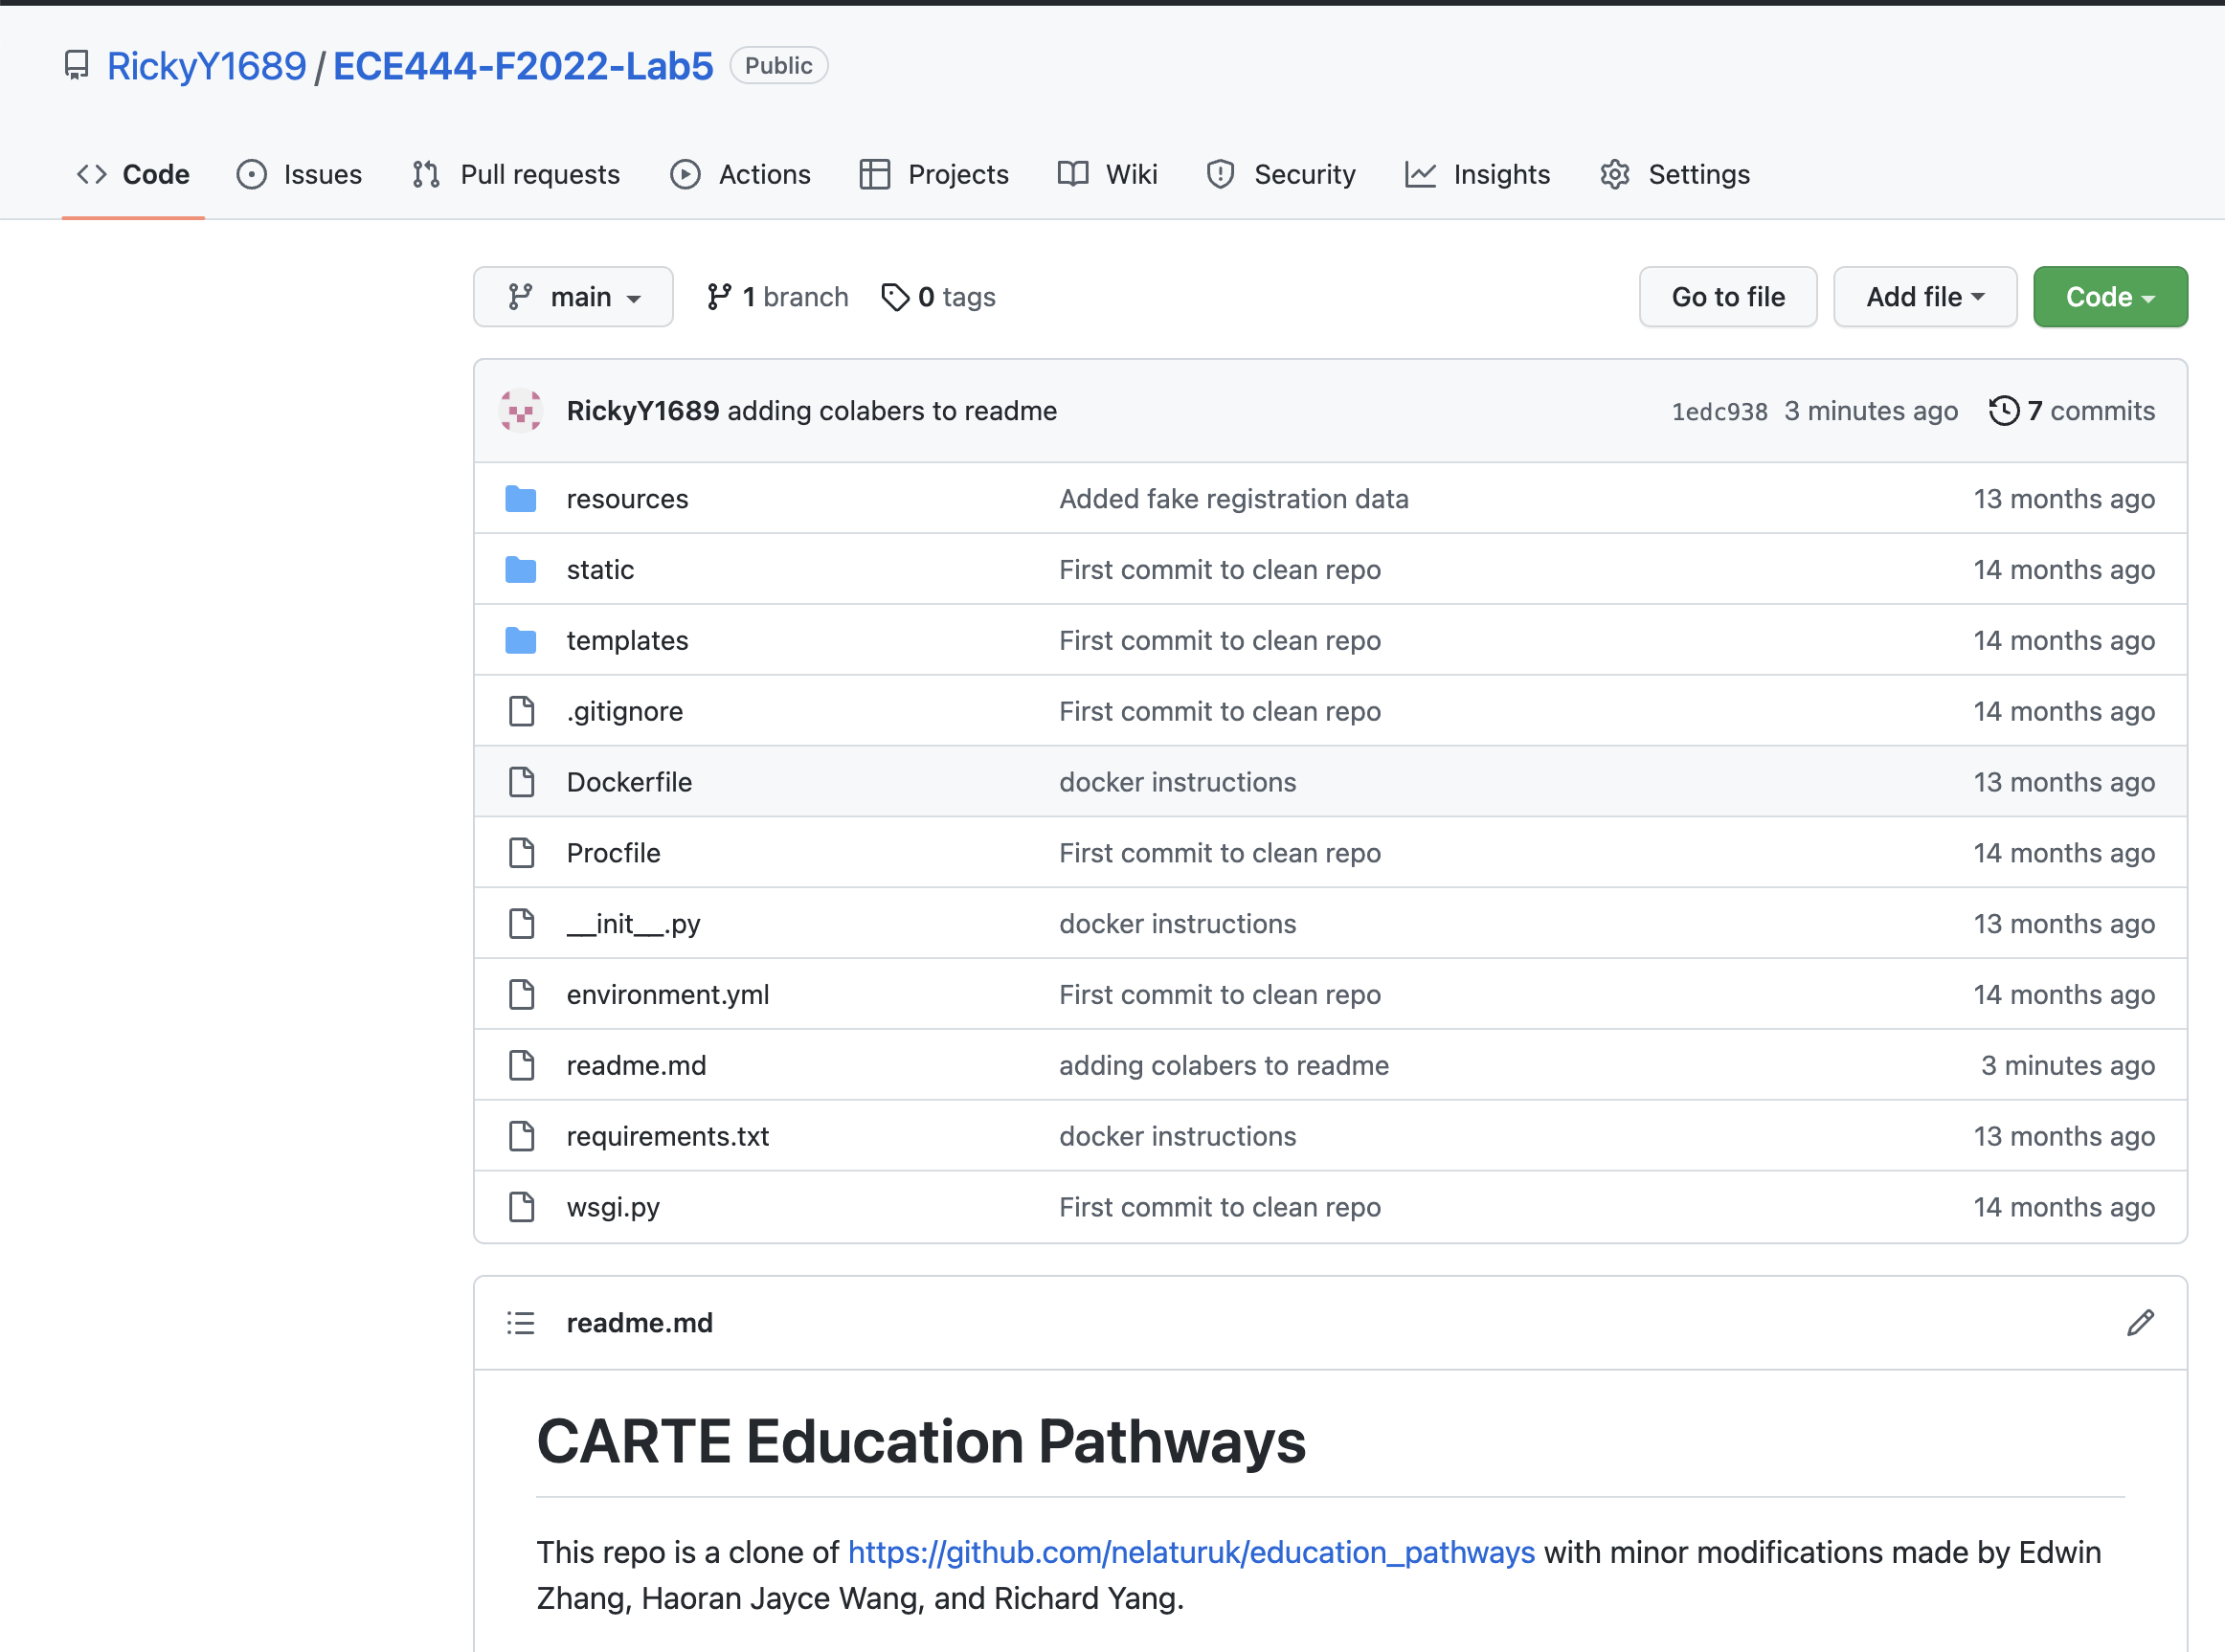 RickyY1689 / ECE444-F2022-Lab5 Public
Code Issues Pull requests Actions Projects Wiki Security Insights Settings
main 1 branch 0 tags Go to file Add file Code
RickyY1689 adding colabers to readme 1edc938 3 minutes ago 7 commits
resources Added fake registration data 13 months ago
static First commit to clean repo 14 months ago
templates First commit to clean repo 14 months ago
.gitignore First commit to clean repo 14 months ago
Dockerfile docker instructions 13 months ago
Procfile First commit to clean repo 14 months ago
__init__.py docker instructions 13 months ago
environment.yml First commit to clean repo 14 months ago
readme.md adding colabers to readme 3 minutes ago
requirements.txt docker instructions 13 months ago
wsgi.py First commit to clean repo 14 months ago
readme.md
CARTE Education Pathways
This repo is a clone of https://github.com/nelaturuk/education_pathways with minor modifications made by Edwin
Zhang, Haoran Jayce Wang, and Richard Yang.